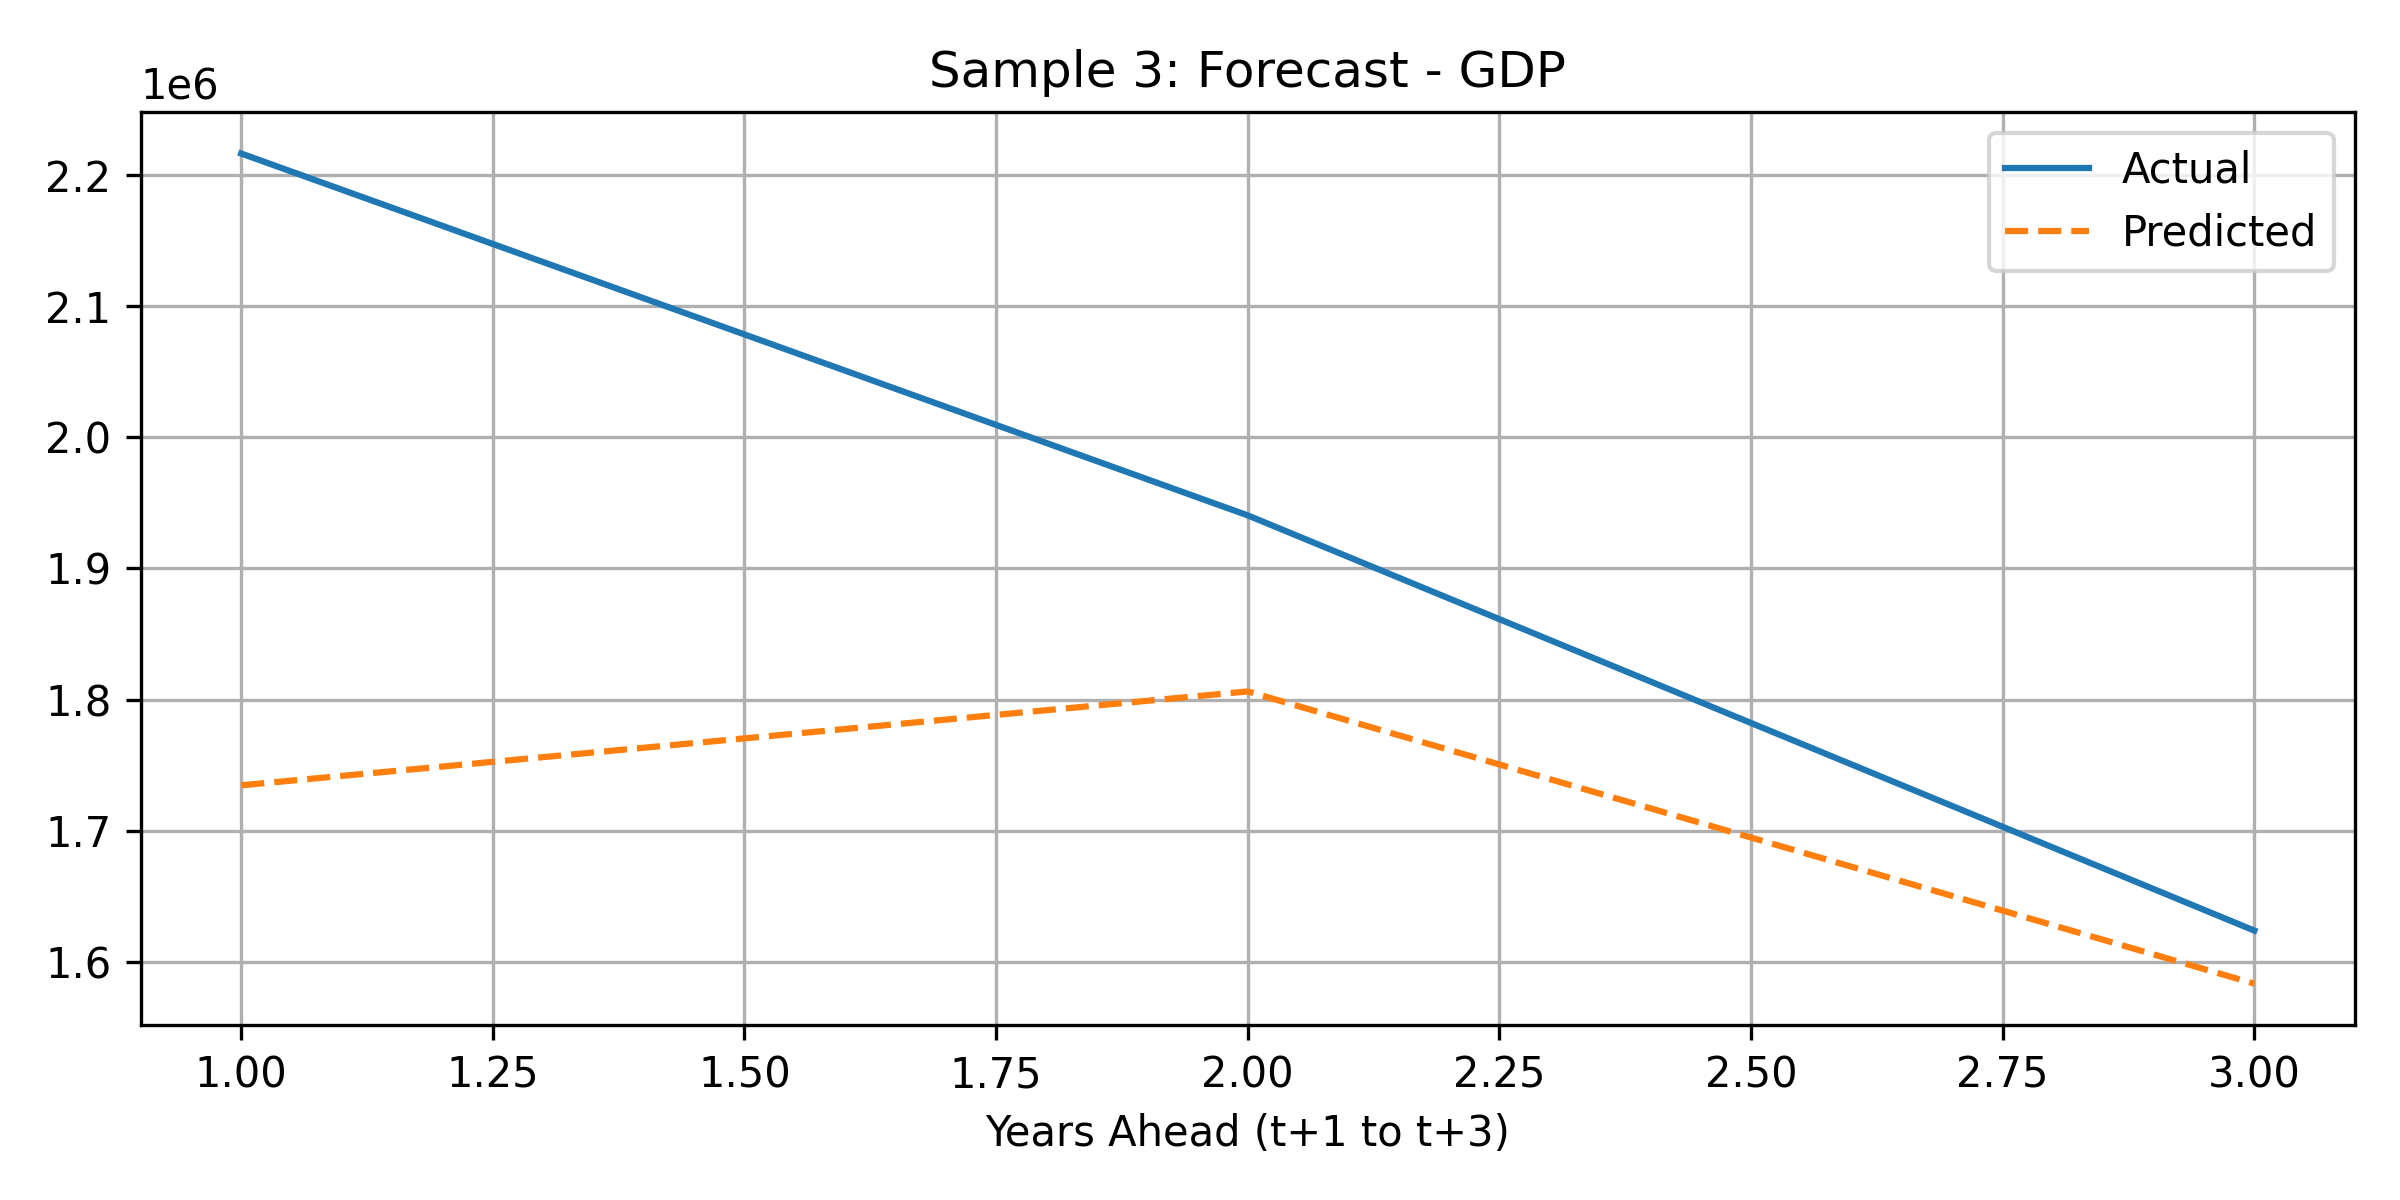 Sample 3: Forecast - GDP
1e6
Actual
Predicted
2.2
2.1
2.0
1.9
1.8
1.7
1.6
1.00 1.25 1.50 1.75 2.00 2.25 2.50 2.75 3.00
Years Ahead (t+1 to t+3)